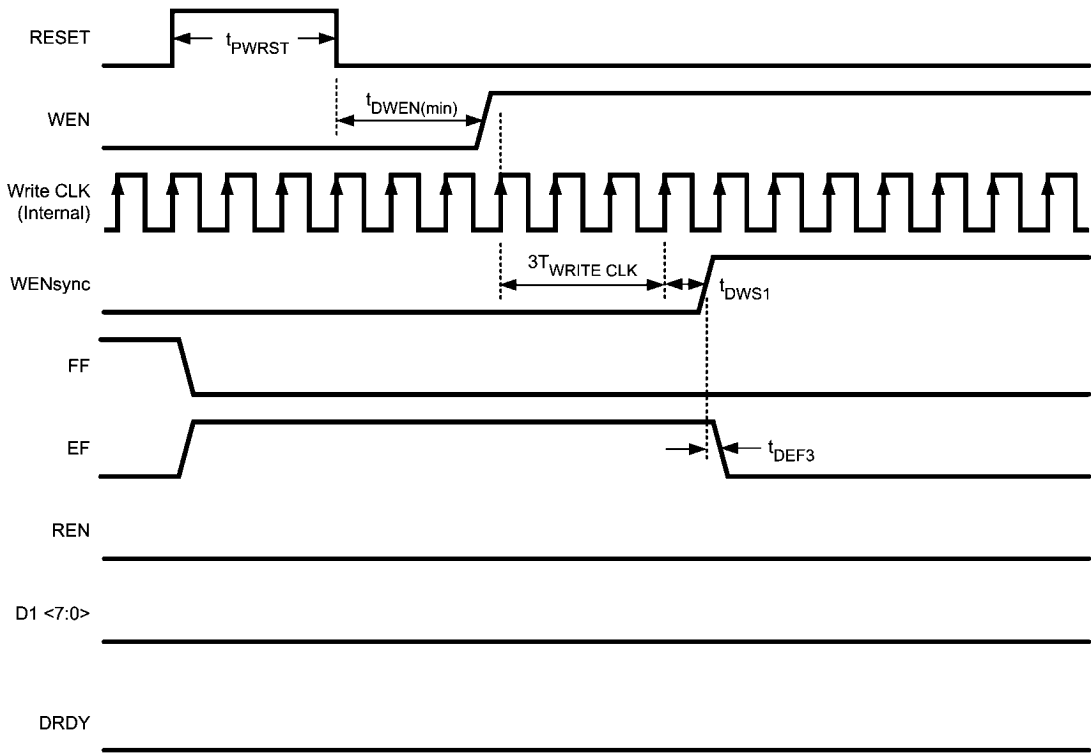 RESET
tPWRST
WEN
tDWEN(min)
Write CLK
(Internal)
WENsync
3TWRITE CLK
tDWS1
FF
EF
tDEF3
REN
D1 <7:0>
DRDY